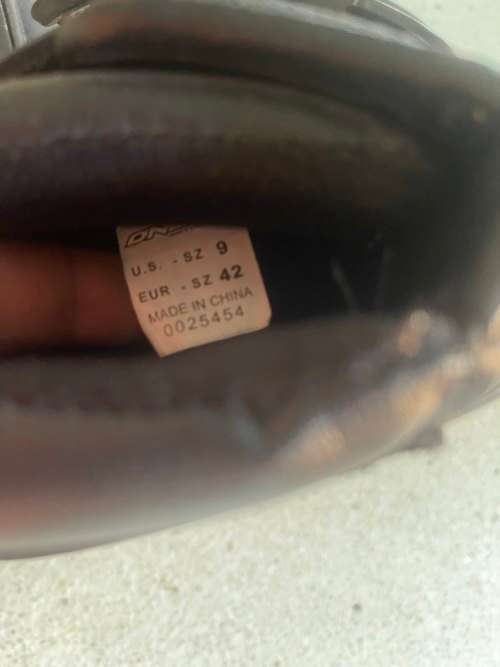 U.S. - SZ 9
EUR - SZ 42
MADE IN CHINA
0025454